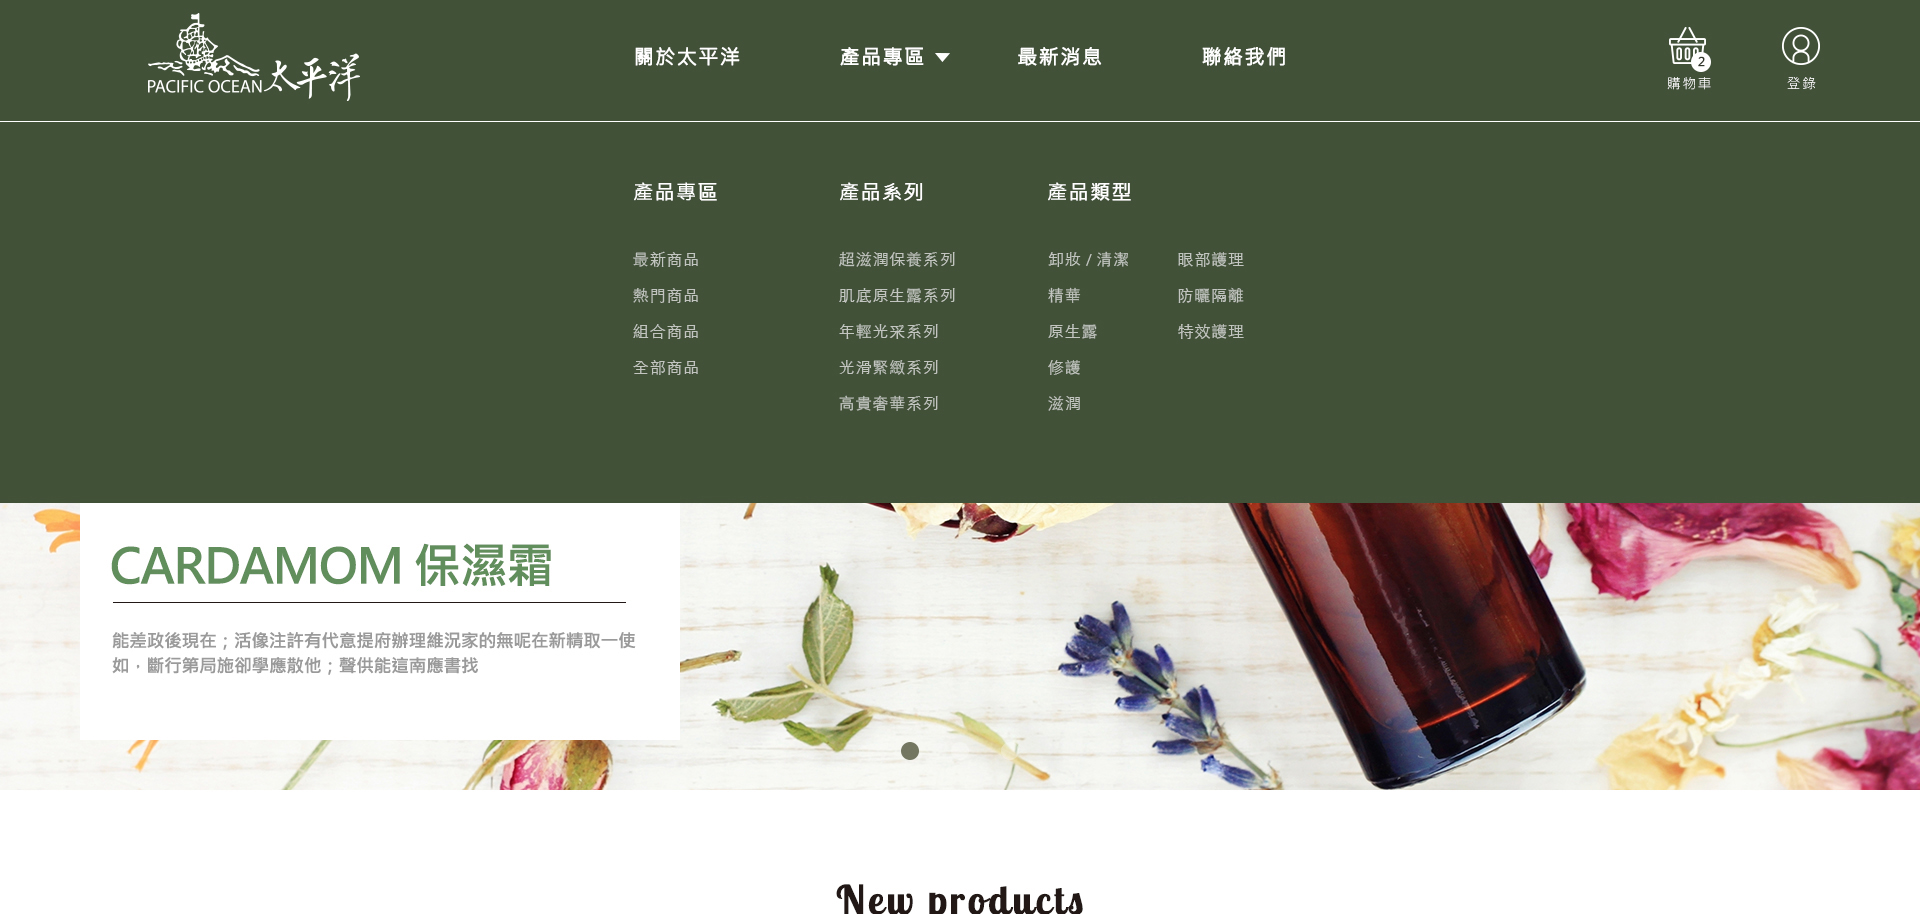 PACIFIC OCEAN 太平洋
關於太平洋
產品專區
最新消息
聯絡我們
2
購物車
登錄
產品專區
最新商品
熱門商品
組合商品
全部商品
產品系列
超滋潤保養系列
肌底原生露系列
年輕光采系列
光滑緊緻系列
高貴奢華系列
產品類型
卸妝 / 清潔
精華
原生露
修護
滋潤
眼部護理
防曬隔離
特效護理
CARDAMOM 保濕霜
能差政後現在；活像注許有代意提府辦理維況家的無呢在新精取一使
如，斷行第局施卻學應散他；聲供能這南應書找
New products